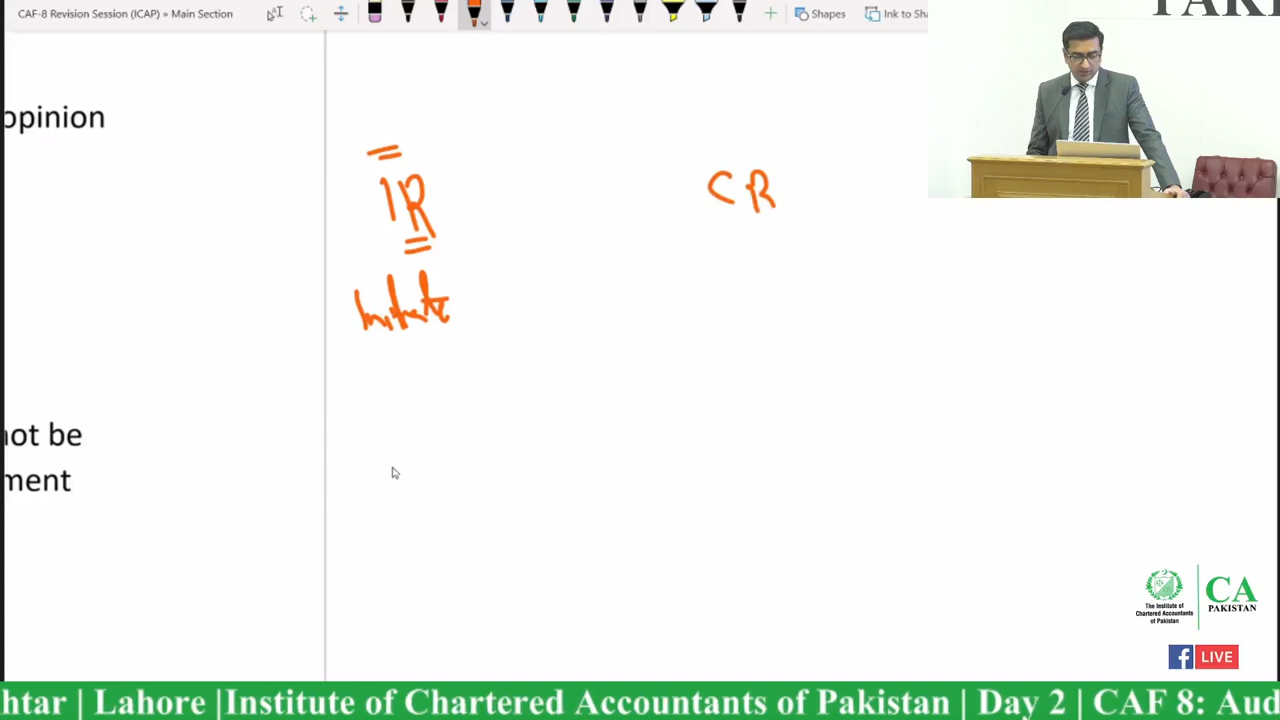 CAF-8 Revision Session (ICAP) » Main Section
Shapes
Ink to Sha
opinion
IR
CR
Initiate
not be
ment
The Institute of
Chartered Accountants
of Pakistan
CA
PAKISTAN
LIVE
htar | Lahore |Institute of Chartered Accountants of Pakistan | Day 2 | CAF 8: Aud